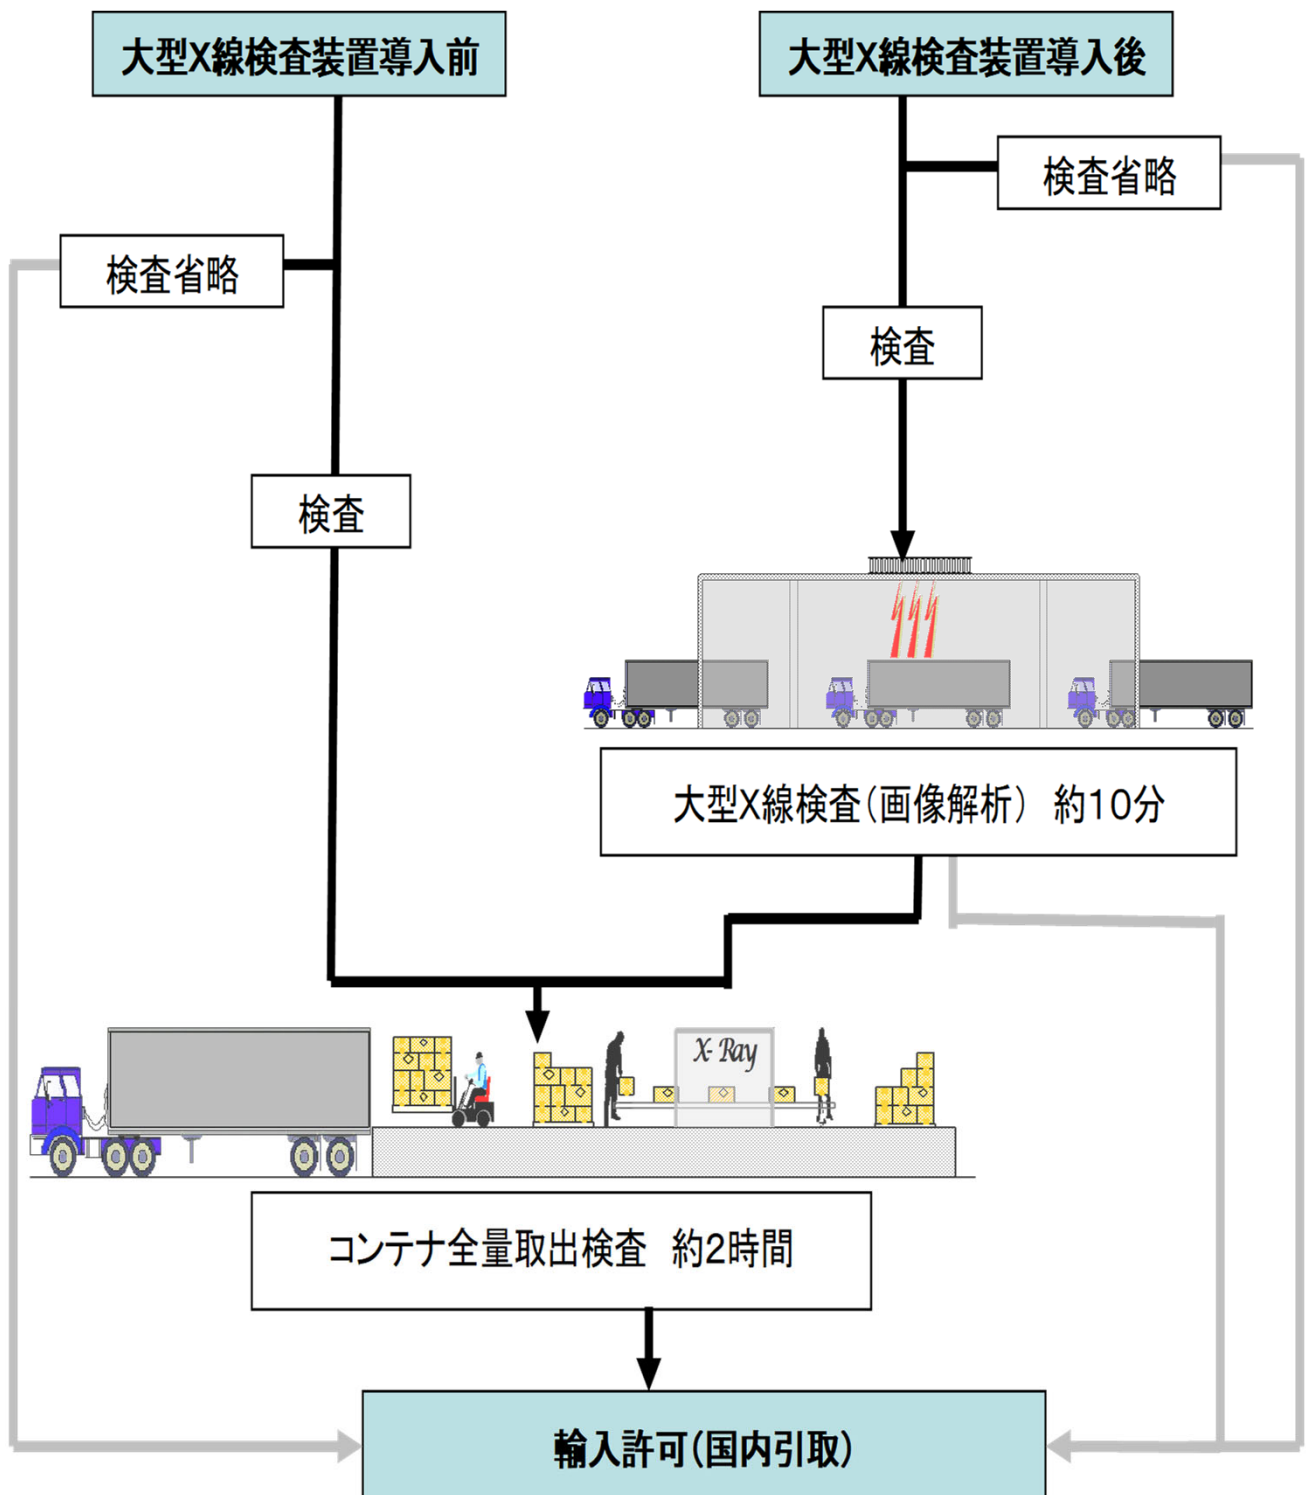 大型X線検査装置導入前
大型X線検査装置導入後
検査省略
検査省略
検査
検査
大型X線検査(画像解析) 約10分
X-Ray
コンテナ全量取出検査 約2時間
輸入許可(国内引取)